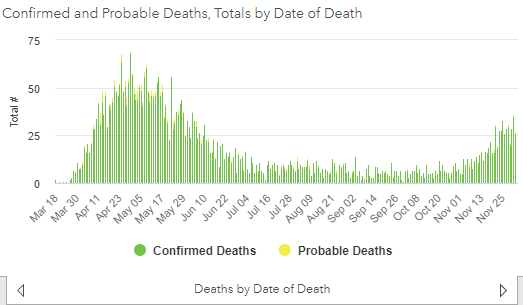 Confirmed and Probable Deaths, Totals by Date of Death
75
50
25
0
Total #
Mar 18
Mar 30
Apr 11
Apr 23
May 05
May 17
May 29
Jun 10
Jun 22
Jul 04
Jul 16
Jul 28
Aug 09
Aug 21
Sep 02
Sep 14
Sep 26
Oct 08
Oct 20
Nov 01
Nov 13
Nov 25
Confirmed Deaths
Probable Deaths
Deaths by Date of Death